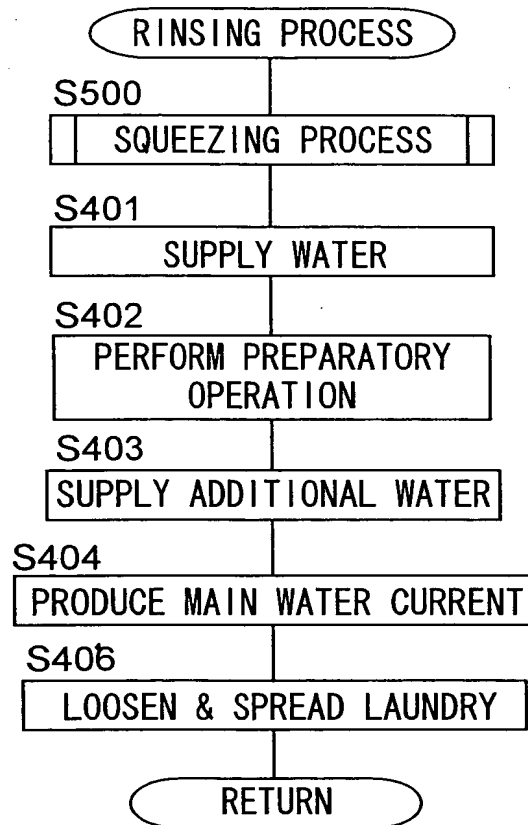 RINSING PROCESS
S500
SQUEEZING PROCESS
S401
SUPPLY WATER
S402
PERFORM PREPARATORY
OPERATION
S403
SUPPLY ADDITIONAL WATER
S404
PRODUCE MAIN WATER CURRENT
S406
LOOSEN & SPREAD LAUNDRY
RETURN